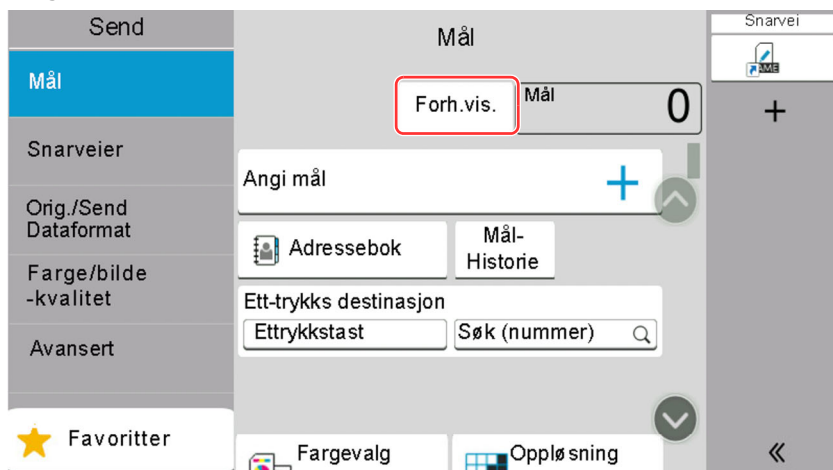 Send
Mål
Snarveier
Orig./Send
Dataformat
Farge/bilde
-kvalitet
Avansert
Favoritter
Mål
Forh.vis.
Mål
0
Angi mål
Adressebok
Mål-
Historie
Ett-trykks destinasjon
Ettrykkstast
Søk (nummer)
Fargevalg
Oppløsning
Snarvei